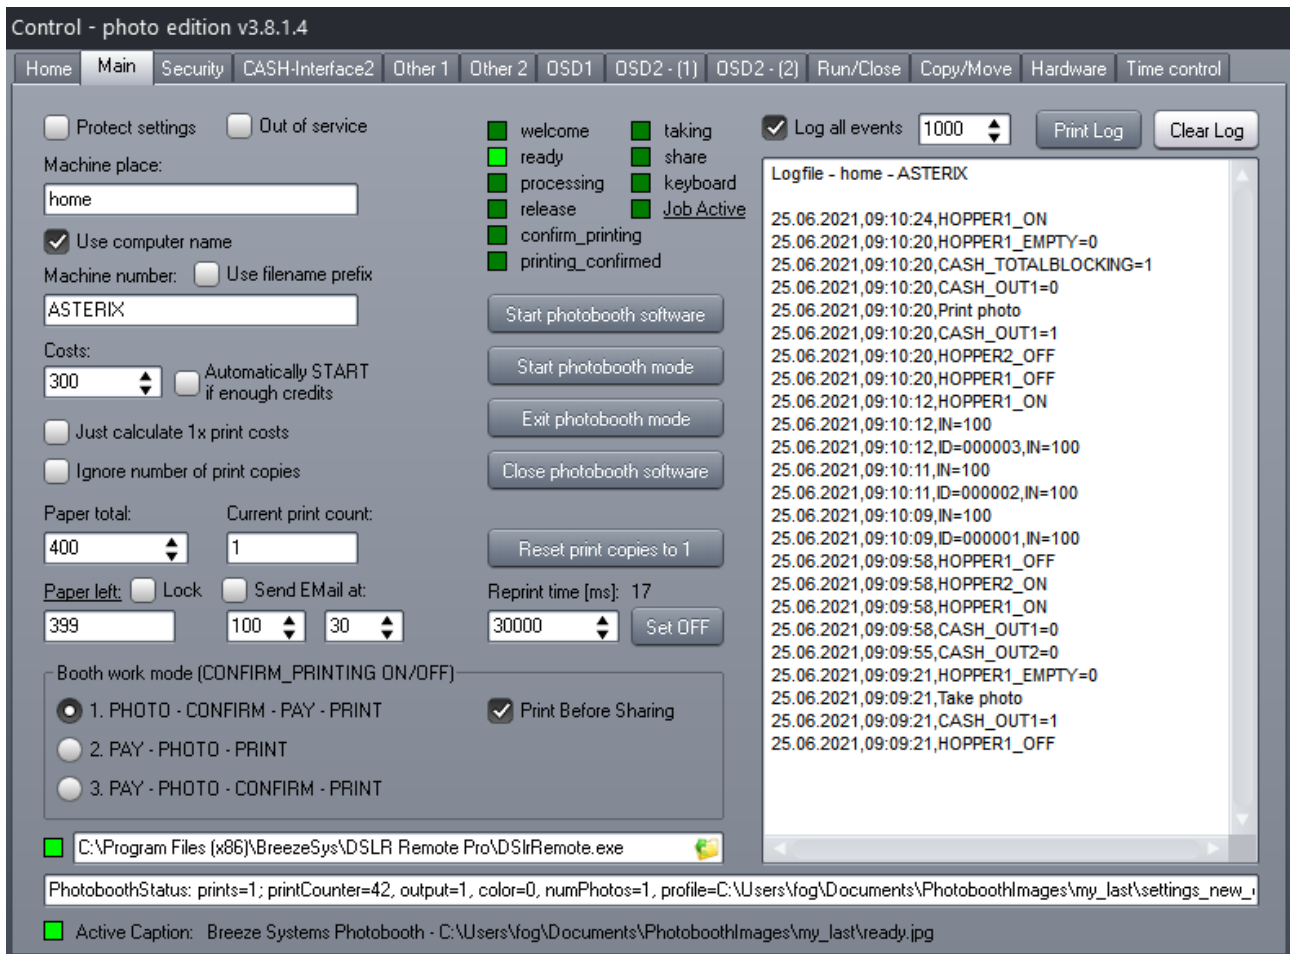 Control - photo edition v3.8.1.4
Home Main Security CASH-Interface2 Other 1 Other 2 OSD1 OSD2 - (1) OSD2 - (2) Run/Close Copy/Move Hardware Time control
Protect settings Out of service
Machine place:
home
Use computer name
Machine number: Use filename prefix
ASTERIX
Costs:
300
Automatically START
if enough credits
Just calculate 1x print costs
Ignore number of print copies
Paper total: Current print count:
400 1
Paper left: Lock Send EMail at:
399 100 30
welcome taking
ready share
processing keyboard
release Job Active
confirm_printing
printing_confirmed
Start photobooth software
Start photobooth mode
Exit photobooth mode
Close photobooth software
Reset print copies to 1
Reprint time [ms]: 17
30000 Set OFF
Log all events 1000 Print Log Clear Log
Logfile - home - ASTERIX
25.06.2021,09:10:24,HOPPER1_ON
25.06.2021,09:10:20,HOPPER1_EMPTY=0
25.06.2021,09:10:20,CASH_TOTALBLOCKING=1
25.06.2021,09:10:20,CASH_OUT1=0
25.06.2021,09:10:20,Print photo
25.06.2021,09:10:20,CASH_OUT1=1
25.06.2021,09:10:20,HOPPER2_OFF
25.06.2021,09:10:20,HOPPER1_OFF
25.06.2021,09:10:12,HOPPER1_ON
25.06.2021,09:10:12,IN=100
25.06.2021,09:10:12,ID=000003,IN=100
25.06.2021,09:10:11,IN=100
25.06.2021,09:10:11,ID=000002,IN=100
25.06.2021,09:10:09,IN=100
25.06.2021,09:10:09,ID=000001,IN=100
25.06.2021,09:09:58,HOPPER1_OFF
25.06.2021,09:09:58,HOPPER2_ON
25.06.2021,09:09:58,HOPPER1_ON
25.06.2021,09:09:58,CASH_OUT1=0
25.06.2021,09:09:55,CASH_OUT2=0
25.06.2021,09:09:21,HOPPER1_EMPTY=0
25.06.2021,09:09:21,Take photo
25.06.2021,09:09:21,CASH_OUT1=1
25.06.2021,09:09:21,HOPPER1_OFF
Booth work mode (CONFIRM_PRINTING ON/OFF)
1. PHOTO - CONFIRM - PAY - PRINT Print Before Sharing
2. PAY - PHOTO - PRINT
3. PAY - PHOTO - CONFIRM - PRINT
C:\Program Files (x86)\BreezeSys\DSLR Remote Pro\DSlrRemote.exe
PhotoboothStatus: prints=1; printCounter=42, output=1, color=0, numPhotos=1, profile=C:\Users\fog\Documents\PhotoboothImages\my_last\settings_new_
Active Caption: Breeze Systems Photobooth - C:\Users\fog\Documents\PhotoboothImages\my_last\ready.jpg